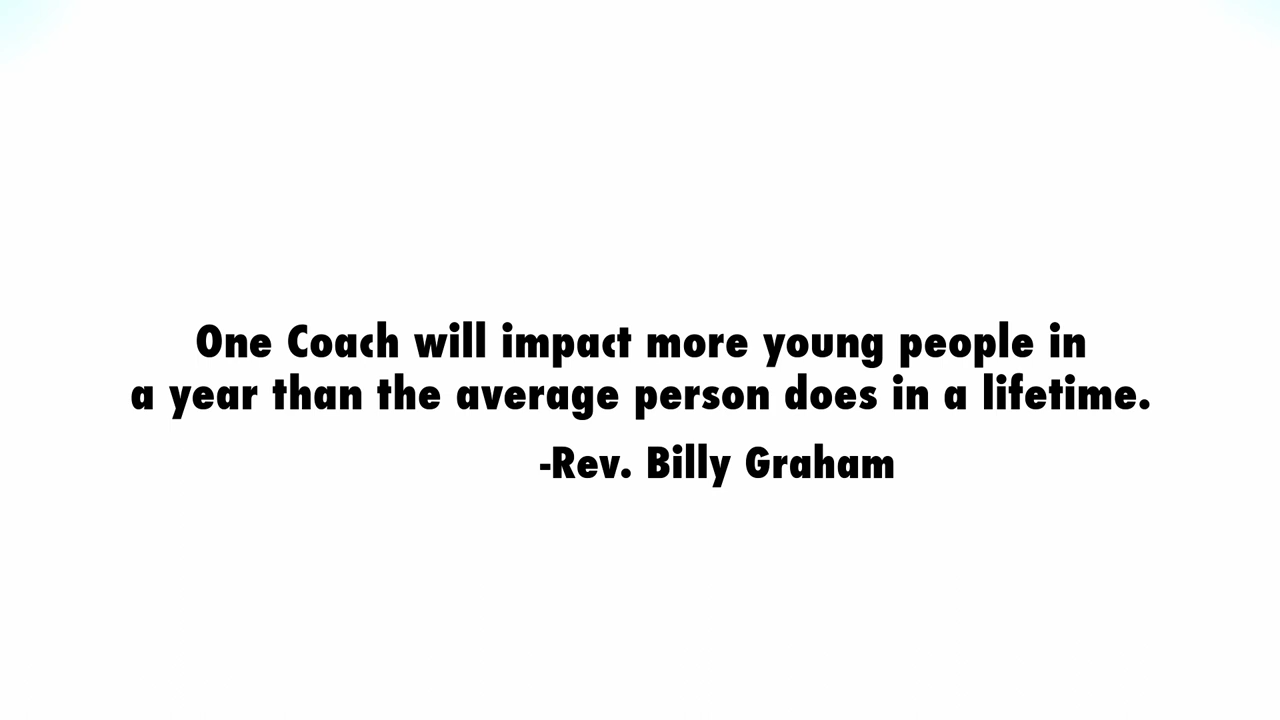 One Coach will impact more young people in
a year than the average person does in a lifetime.
-Rev. Billy Graham